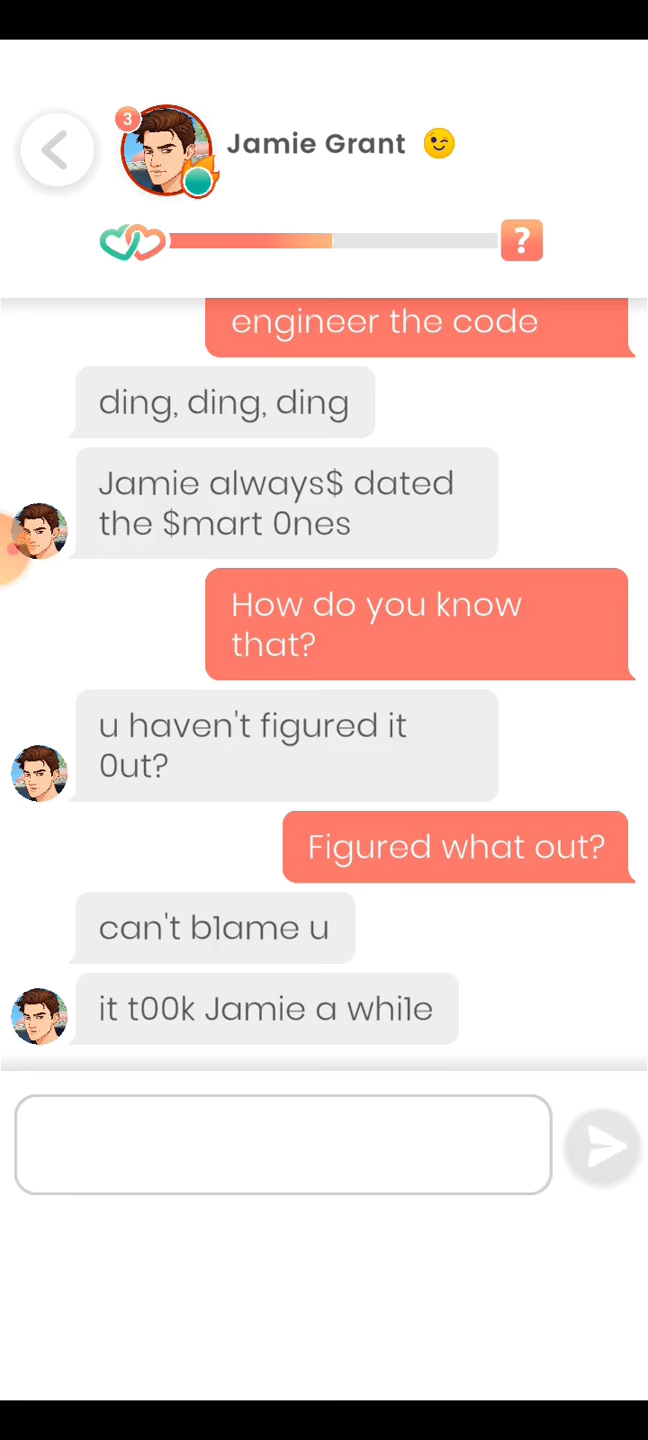 3
Jamie Grant
?
engineer the code
ding, ding, ding
Jamie always$ dated
the $mart 0nes
How do you know
that?
u haven't figured it
0ut?
Figured what out?
can't b1ame u
it t00k Jamie a whi1e